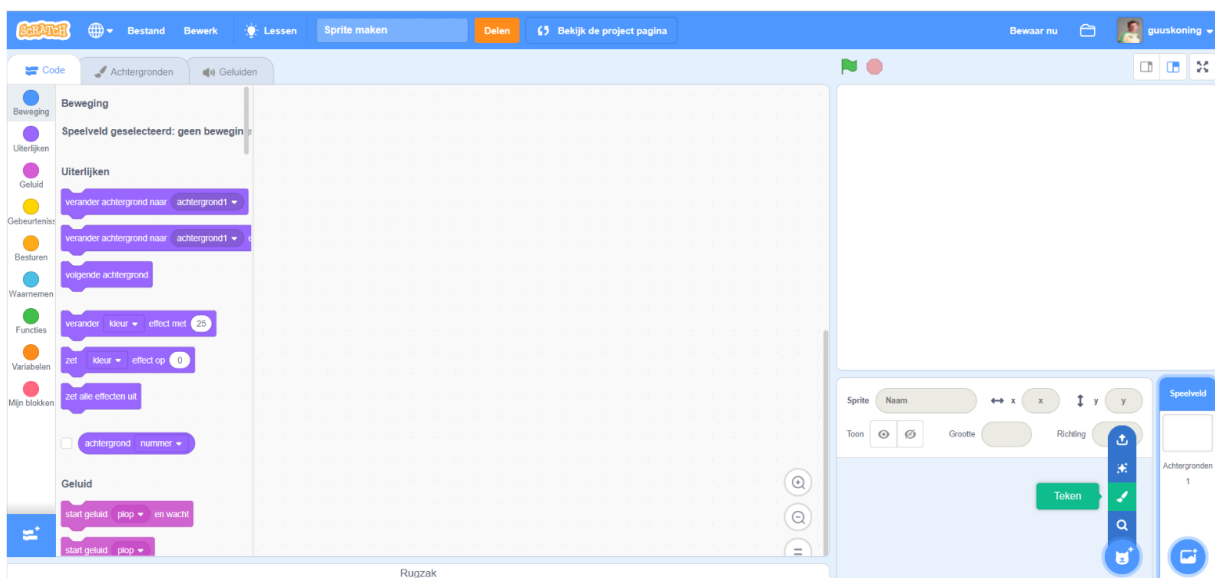 SCRATCH Bestand Bewerk Lessen Sprite maken Delen Bekijk de project pagina Bewaar nu guuskoning
Code Achtergronden Geluiden
Beweging
Uiterlijken
Geluid
Gebeurteniss
Besturen
Waarnemen
Functies
Variabelen
Mijn blokken
Beweging
Speelveld geselecteerd: geen beweging
Uiterlijken
verander achtergrond naar achtergrond1
verander achtergrond naar achtergrond1 e
volgende achtergrond
verander kleur effect met 25
zet kleur effect op 0
zet alle effecten uit
achtergrond nummer
Geluid
start geluid plop en wacht
start geluid plop
Rugzak
Sprite Naam x x y y
Toon Grootte Richting
Teken
Speelveld
Achtergronden
1